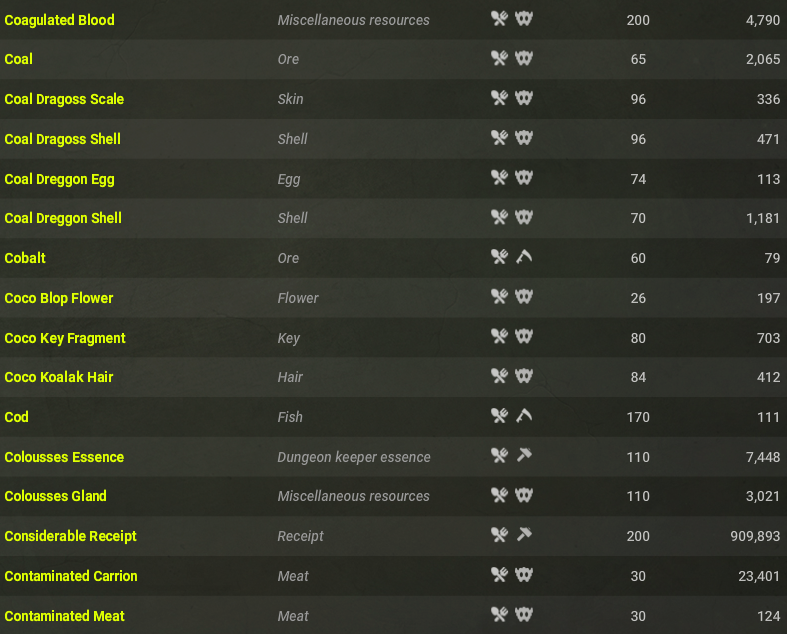 Coagulated Blood Miscellaneous resources 200 4,790
Coal Ore 65 2,065
Coal Dragoss Scale Skin 96 336
Coal Dragoss Shell Shell 96 471
Coal Dreggon Egg Egg 74 113
Coal Dreggon Shell Shell 70 1,181
Cobalt Ore 60 79
Coco Blop Flower Flower 26 197
Coco Key Fragment Key 80 703
Coco Koalak Hair Hair 84 412
Cod Fish 170 111
Colousses Essence Dungeon keeper essence 110 7,448
Colousses Gland Miscellaneous resources 110 3,021
Considerable Receipt Receipt 200 909,893
Contaminated Carrion Meat 30 23,401
Contaminated Meat Meat 30 124